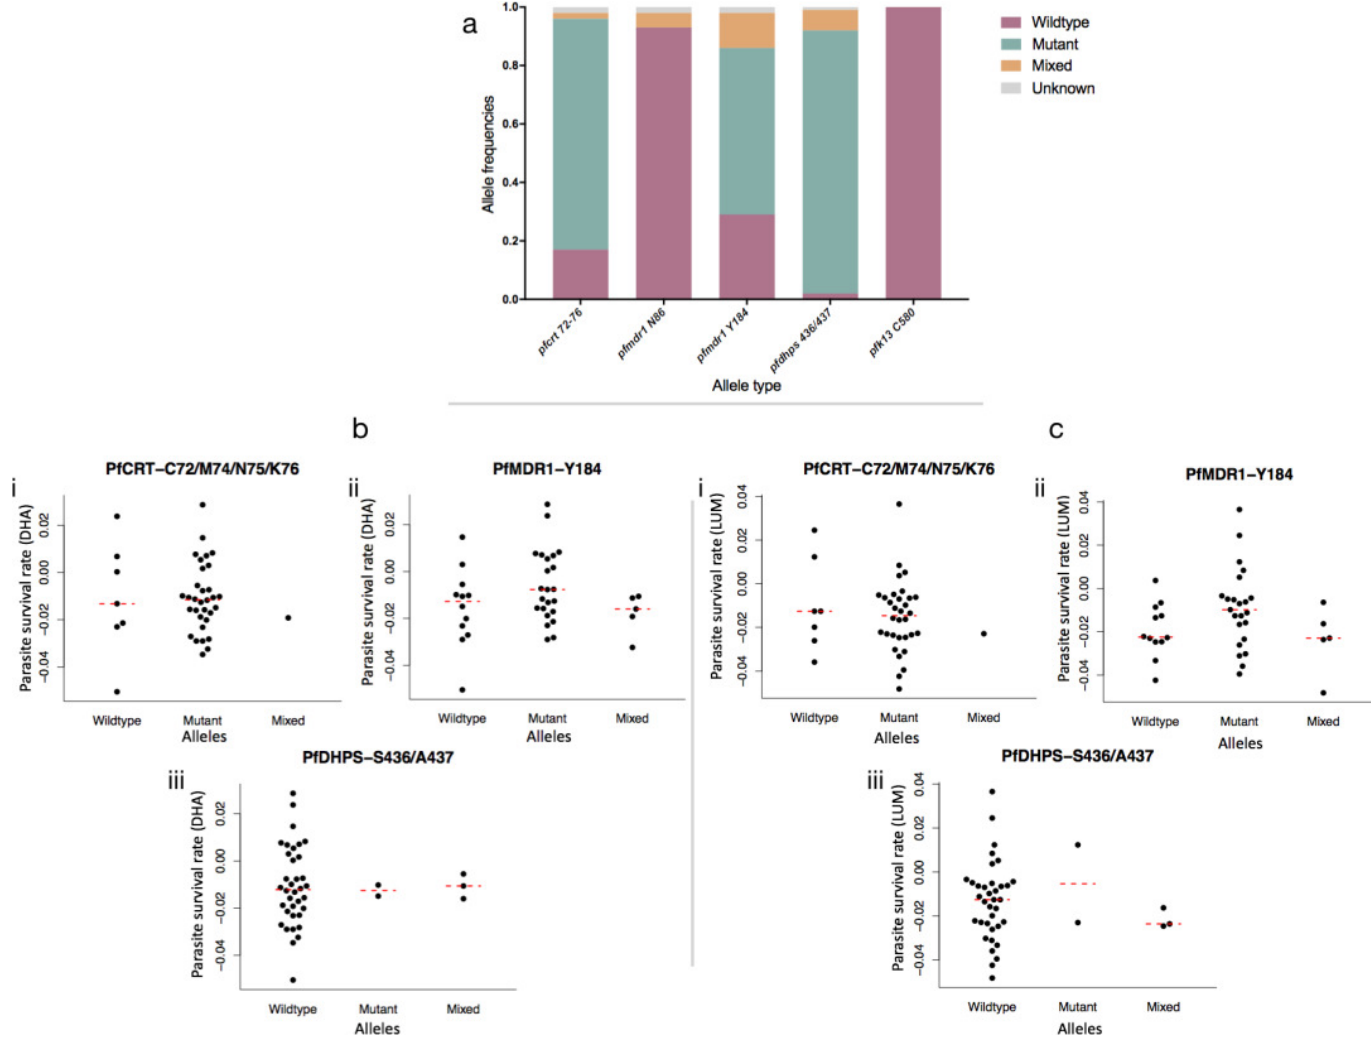 a
1.0
0.8
0.6
0.4
0.2
0.0
Allele frequencies
pfcrt 72-76
pfmdr1 N86
pfmdr1 Y184
pfdhps 436/437
pfk13 C580
Allele type
Wildtype
Mutant
Mixed
Unknown
b
i
PfCRT–C72/M74/N75/K76
Parasite survival rate (DHA)
0.02
0.00
−0.02
−0.04
Wildtype Mutant Mixed
Alleles
ii
PfMDR1–Y184
Parasite survival rate (DHA)
0.02
0.00
−0.02
−0.04
Wildtype Mutant Mixed
Alleles
iii
PfDHPS–S436/A437
Parasite survival rate (DHA)
0.02
0.00
−0.02
−0.04
Wildtype Mutant Mixed
Alleles
c
i
PfCRT–C72/M74/N75/K76
Parasite survival rate (LUM)
0.04
0.02
0.00
−0.02
−0.04
Wildtype Mutant Mixed
Alleles
ii
PfMDR1–Y184
Parasite survival rate (LUM)
0.04
0.02
0.00
−0.02
−0.04
Wildtype Mutant Mixed
Alleles
iii
PfDHPS–S436/A437
Parasite survival rate (LUM)
0.04
0.02
0.00
−0.02
−0.04
Wildtype Mutant Mixed
Alleles